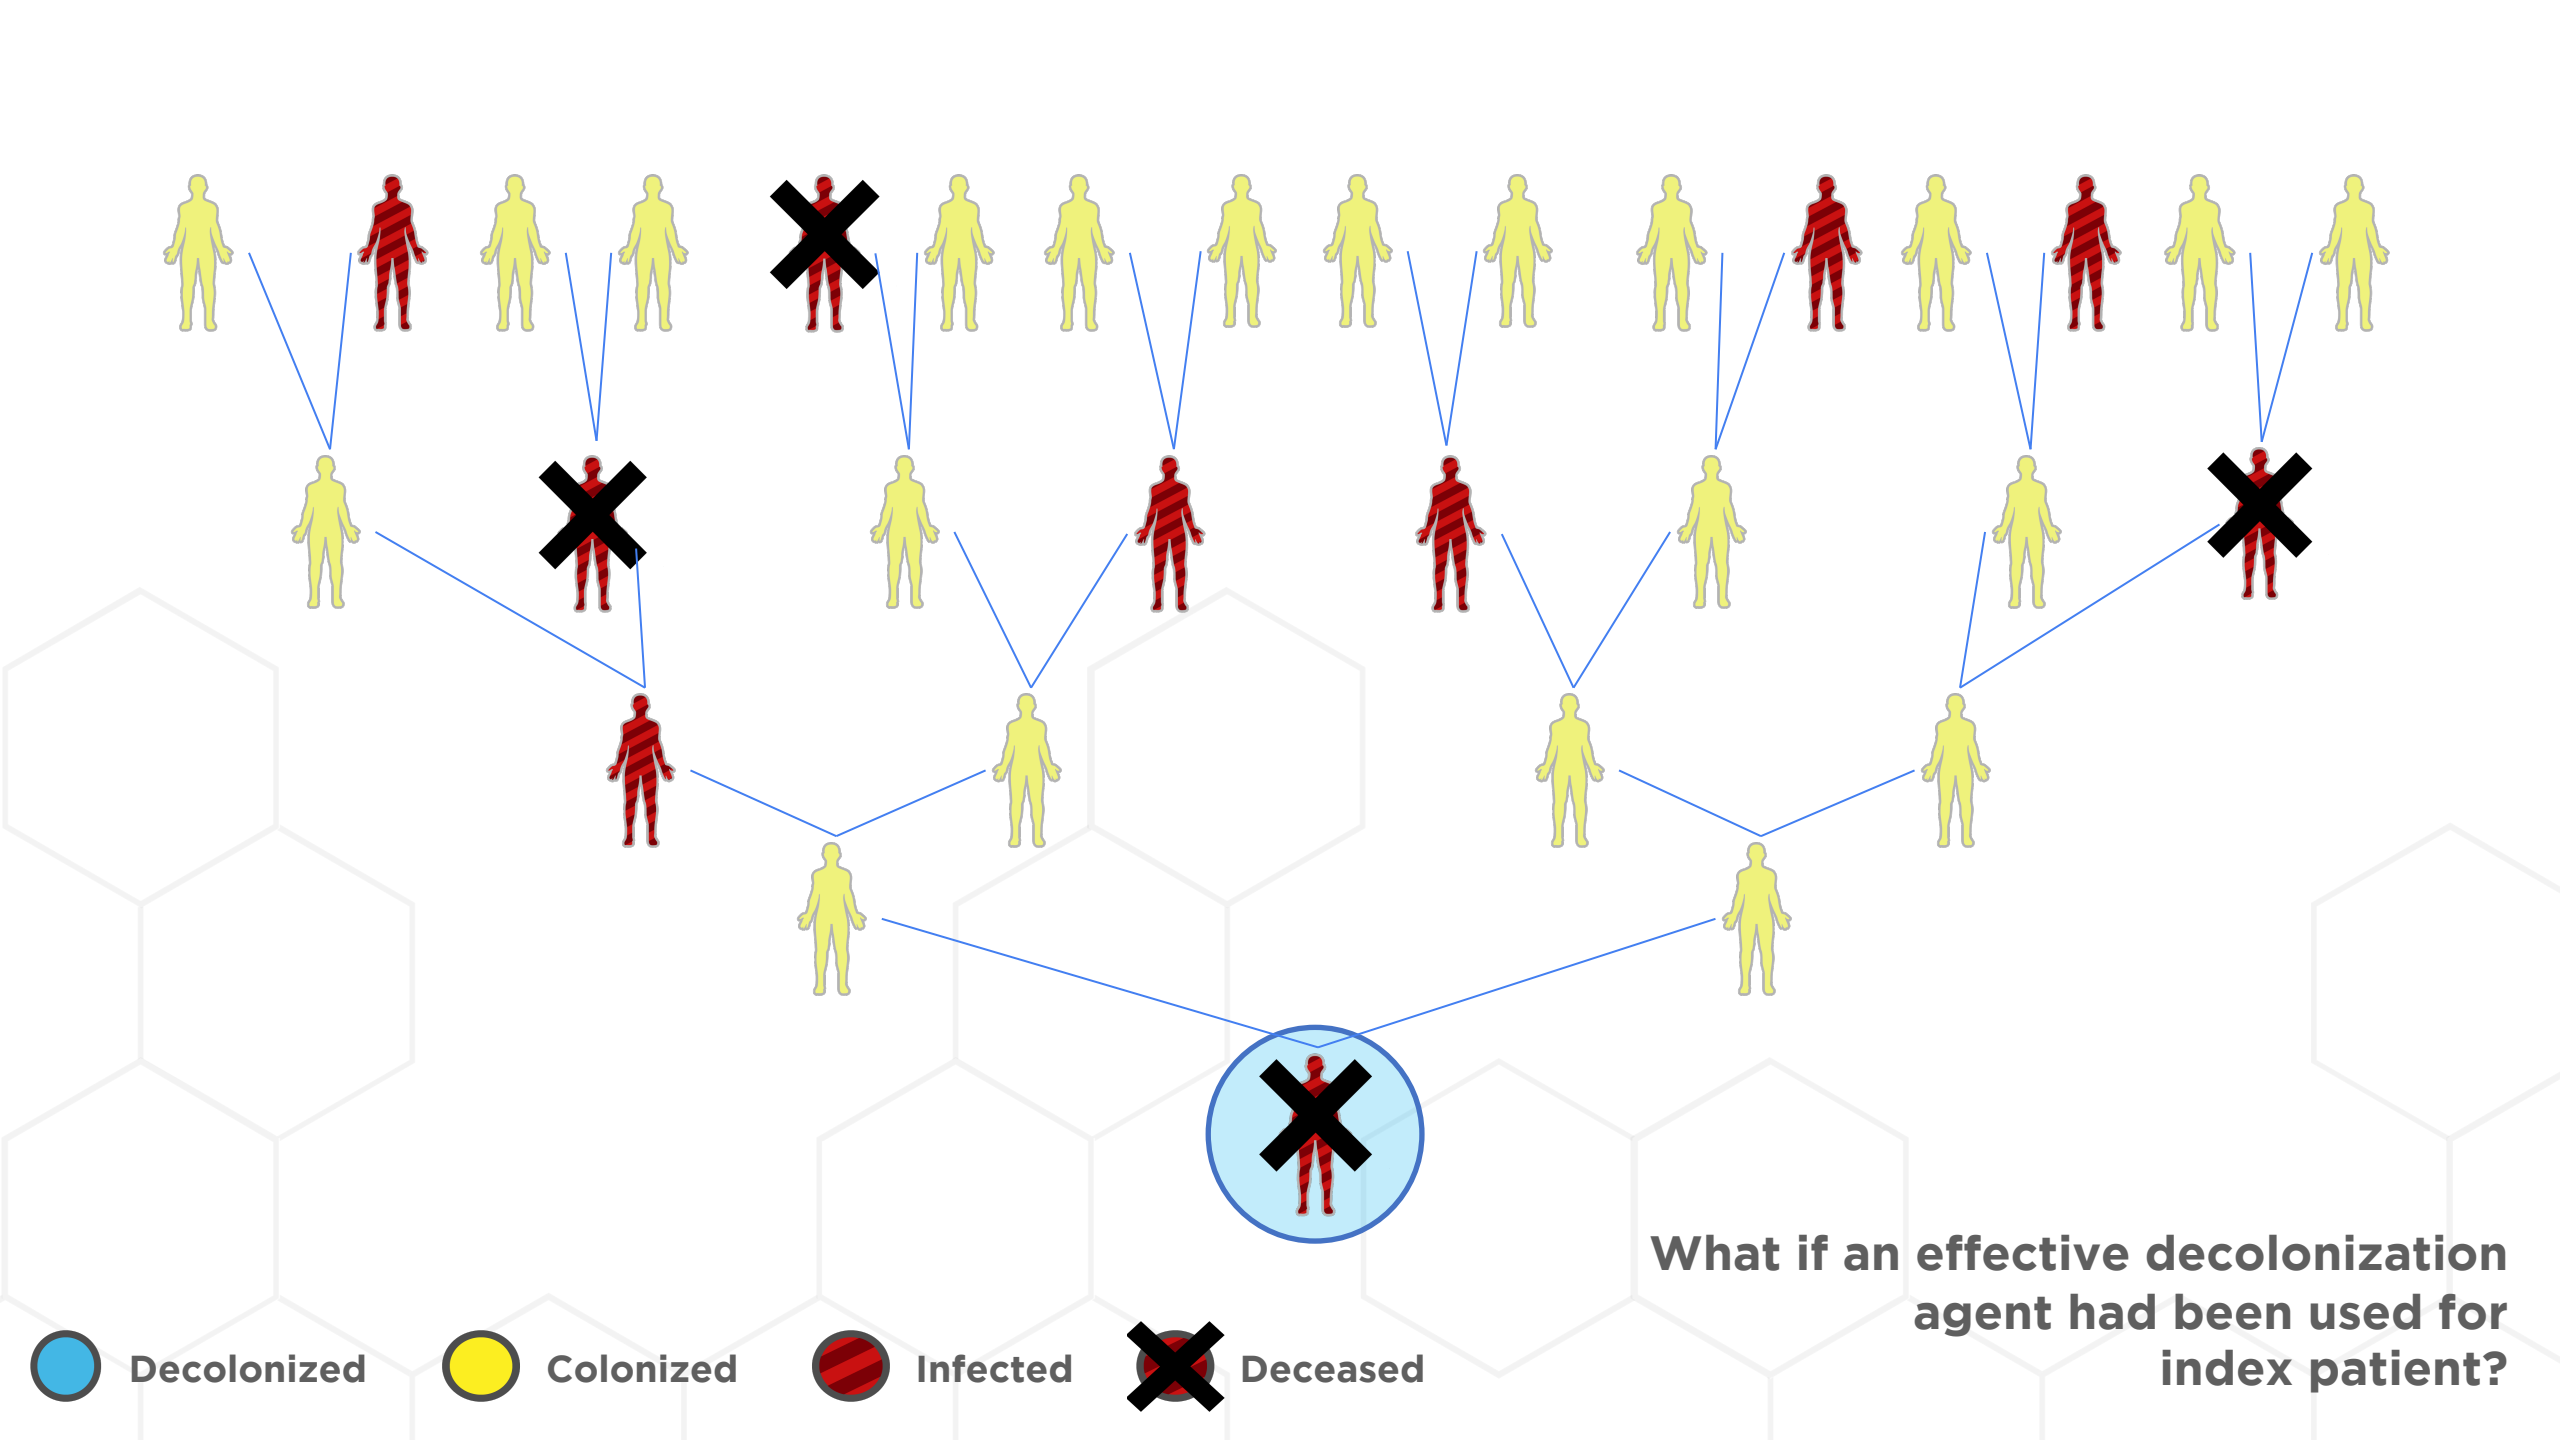 What if an effective decolonization
agent had been used for
index patient?
Decolonized
Colonized
Infected
Deceased